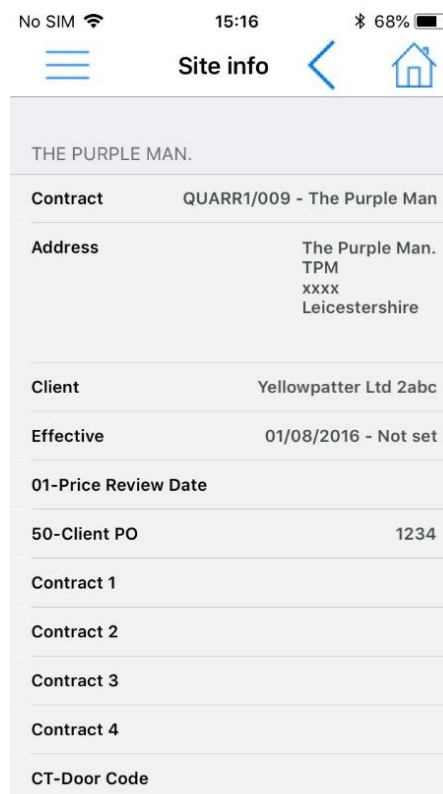 No SIM 15:16 68%
Site info
THE PURPLE MAN.
Contract QUARR1/009 - The Purple Man
Address The Purple Man.
TPM
xxxx
Leicestershire
Client Yellowpatter Ltd 2abc
Effective 01/08/2016 - Not set
01-Price Review Date
50-Client PO 1234
Contract 1
Contract 2
Contract 3
Contract 4
CT-Door Code